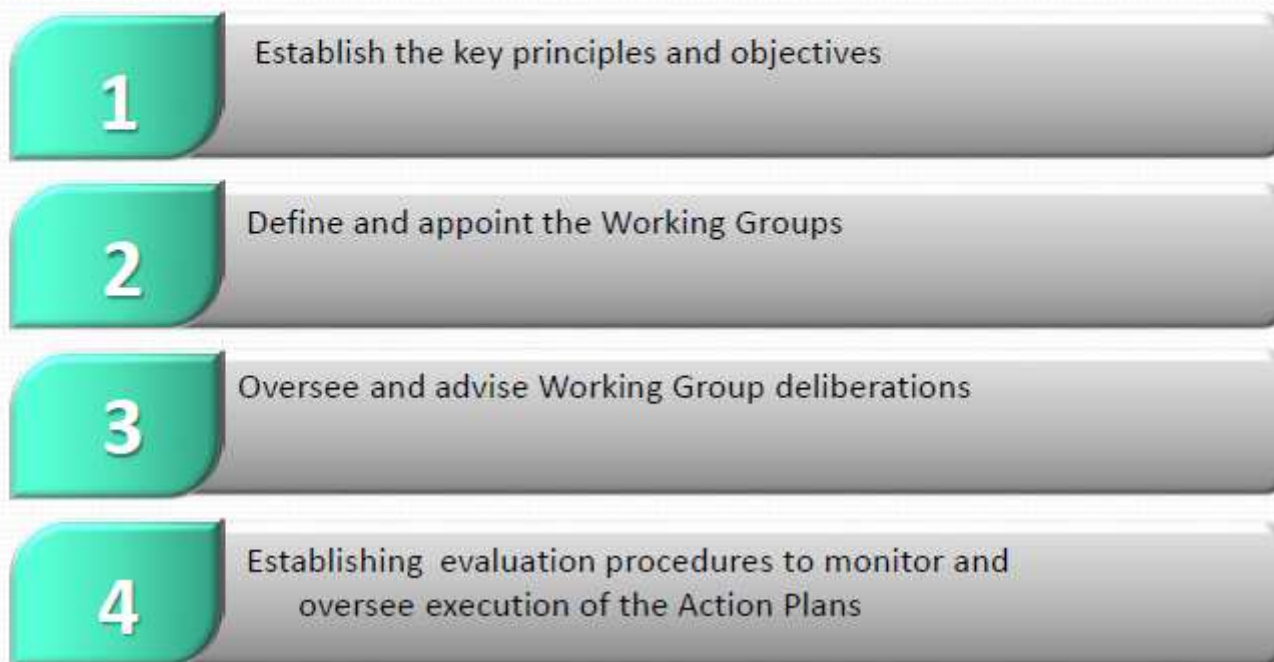 1
Establish the key principles and objectives
2
Define and appoint the Working Groups
3
Oversee and advise Working Group deliberations
4
Establishing evaluation procedures to monitor and
oversee execution of the Action Plans